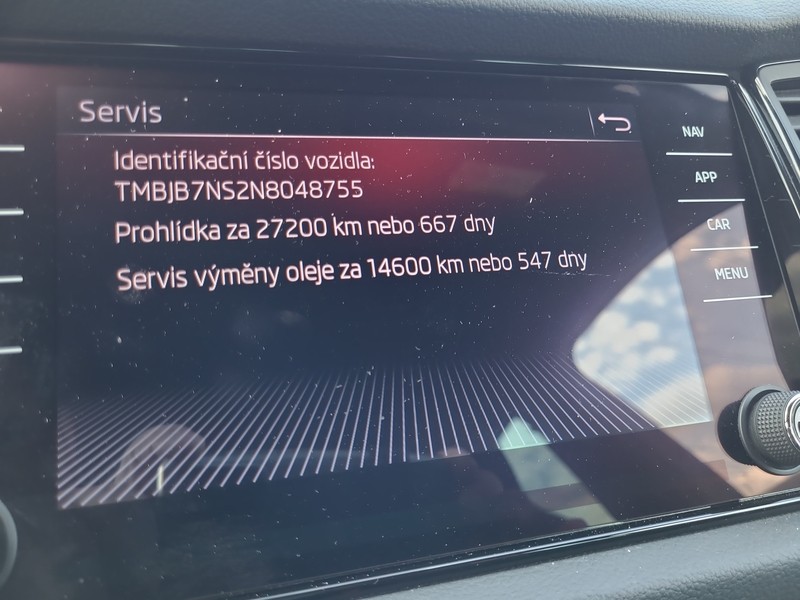 Servis
Identifikační číslo vozidla:
TMBJB7NS2N8048755
Prohlídka za 27200 km nebo 667 dny
Servis výměny oleje za 14600 km nebo 547 dny
NAV
APP
CAR
MENU